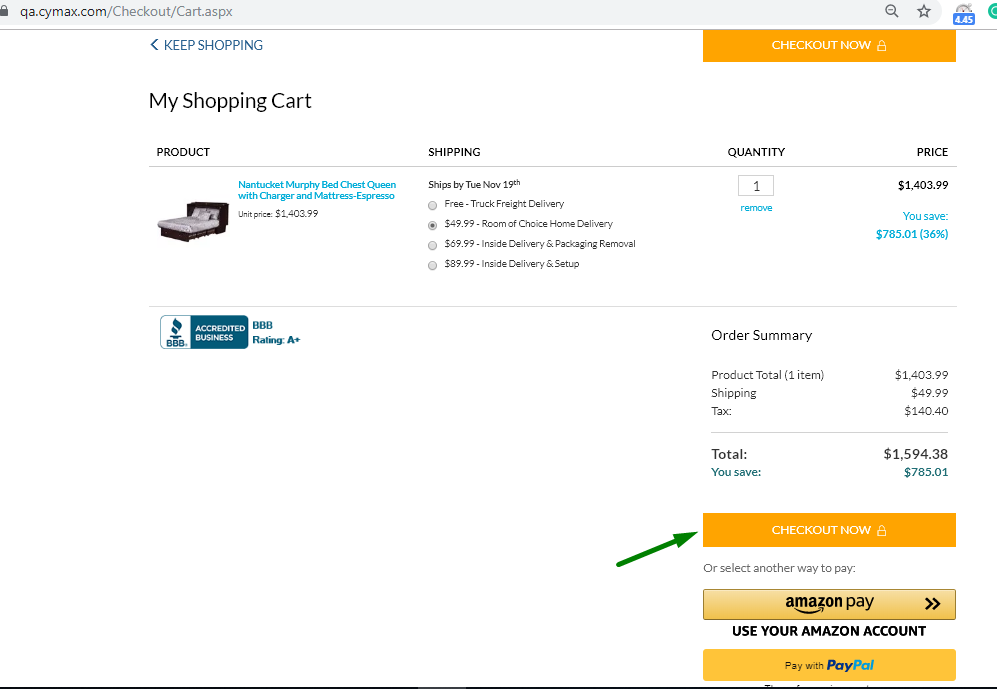 qa.cymax.com/Checkout/Cart.aspx
4.45
KEEP SHOPPING
CHECKOUT NOW
My Shopping Cart
PRODUCT SHIPPING QUANTITY PRICE
Nantucket Murphy Bed Chest Queen
with Charger and Mattress-Espresso
Unit price: $1,403.99
Ships by Tue Nov 19th
Free - Truck Freight Delivery
$49.99 - Room of Choice Home Delivery
$69.99 - Inside Delivery & Packaging Removal
$89.99 - Inside Delivery & Setup
1
remove
$1,403.99
You save:
$785.01 (36%)
BBB.
ACCREDITED
BUSINESS
BBB
Rating: A+
Order Summary
Product Total (1 item) $1,403.99
Shipping $49.99
Tax: $140.40
Total: $1,594.38
You save: $785.01
CHECKOUT NOW
Or select another way to pay:
amazon pay
USE YOUR AMAZON ACCOUNT
Pay with PayPal